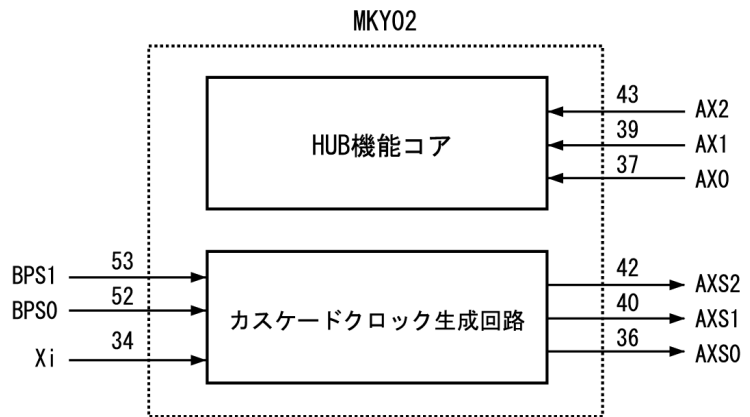 MKY02
43
AX2
HUB機能コア
39
AX1
37
AX0
BPS1
53
42
AXS2
BPS0
52
カスケードクロック生成回路
40
AXS1
Xi
34
36
AXS0